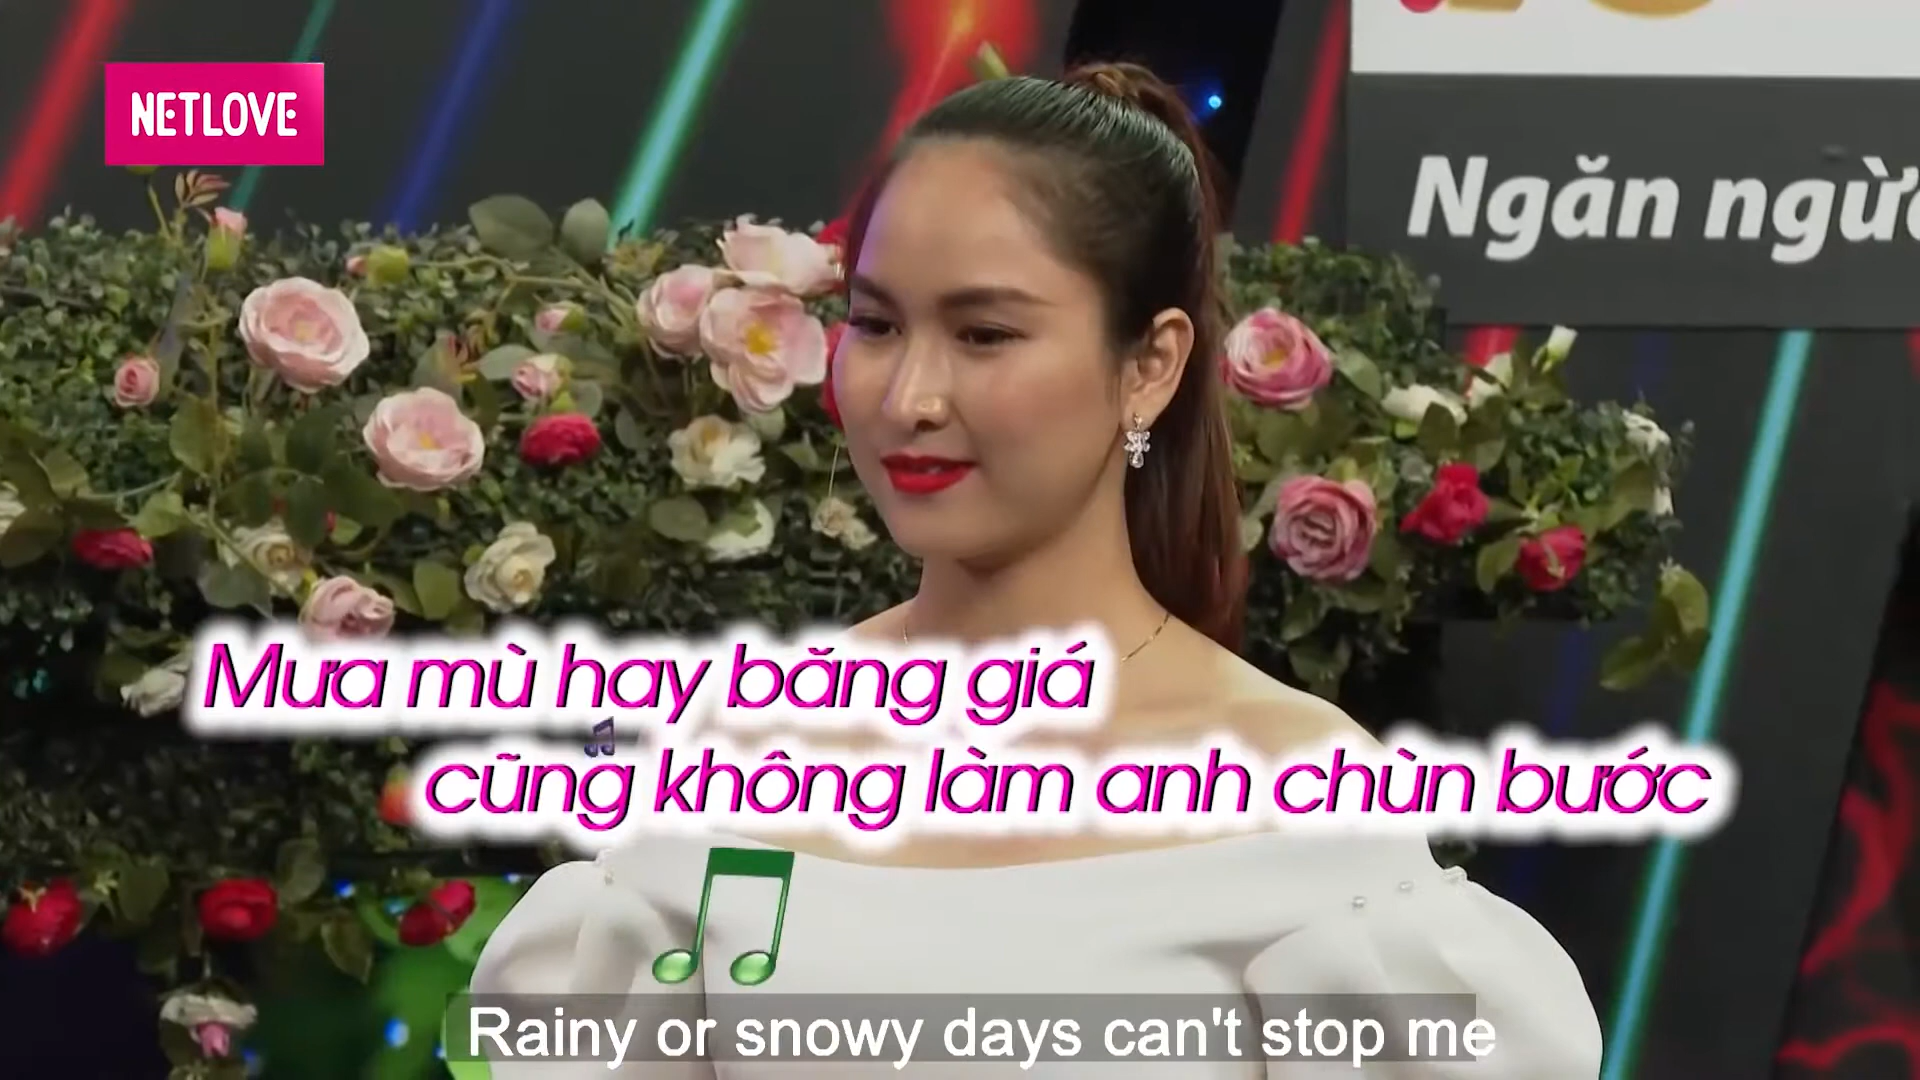 NETLOVE
Ngăn ngừ
Mưa mù hay băng giá
cũng không làm anh chùn bước
Rainy or snowy days can't stop me